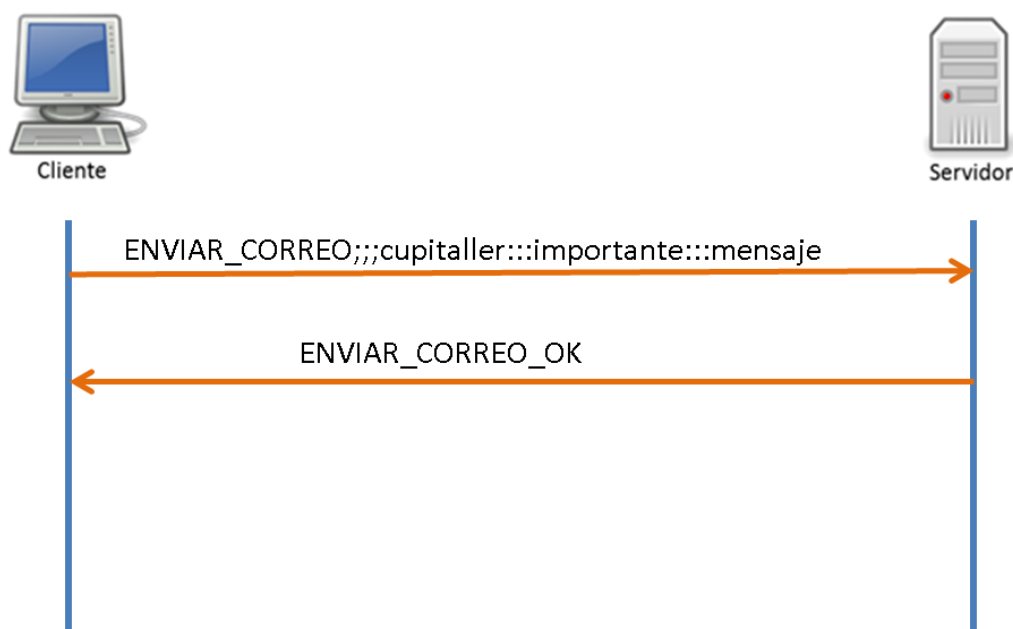 Cliente
Servidor
ENVIAR_CORREO;;;cupitaller:::importante:::mensaje
ENVIAR_CORREO_OK